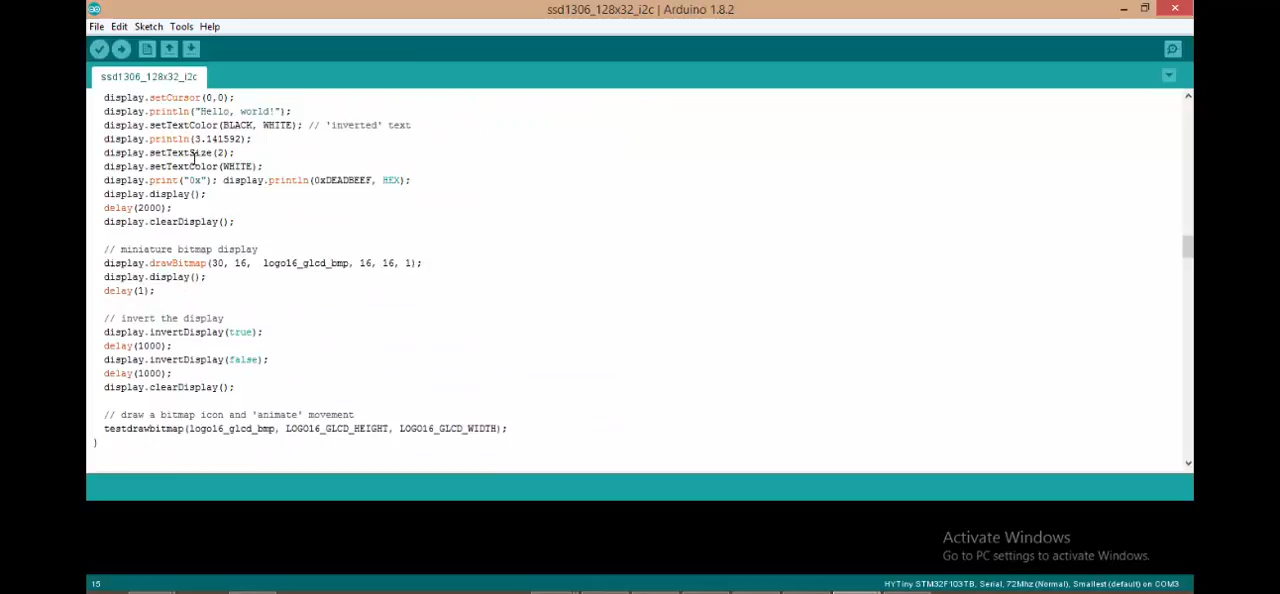 ssd1306_128x32_i2c | Arduino 1.8.2
File Edit Sketch Tools Help
ssd1306_128x32_i2c
display.setCursor(0,0);
display.println("Hello, world!");
display.setTextColor(BLACK, WHITE); // 'inverted' text
display.println(3.141592);
display.setTextSize(2);
display.setTextColor(WHITE);
display.print("0x"); display.println(0xDEADBEEF, HEX);
display.display();
delay(2000);
display.clearDisplay();
// miniature bitmap display
display.drawBitmap(30, 16,  logo16_glcd_bmp, 16, 16, 1);
display.display();
delay(1);
// invert the display
display.invertDisplay(true);
delay(1000);
display.invertDisplay(false);
delay(1000);
display.clearDisplay();
// draw a bitmap icon and 'animate' movement
testdrawbitmap(logo16_glcd_bmp, LOGO16_GLCD_HEIGHT, LOGO16_GLCD_WIDTH);
}
Activate Windows
Go to PC settings to activate Windows.
15
HYTiny STM32F103TB, Serial, 72Mhz (Normal), Smallest (default) on COM3